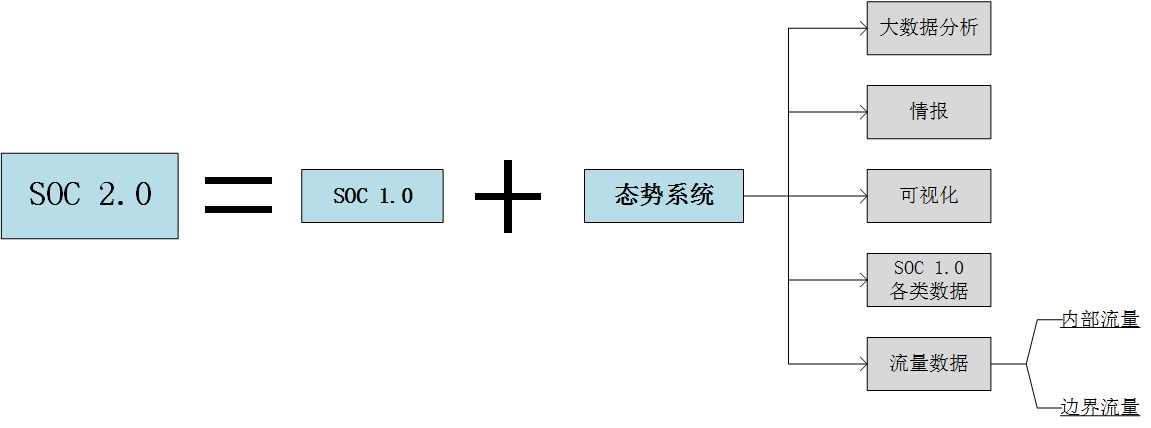 SOC 2.0
SOC 1.0
态势系统
大数据分析
情报
可视化
SOC 1.0
各类数据
流量数据
内部流量
边界流量